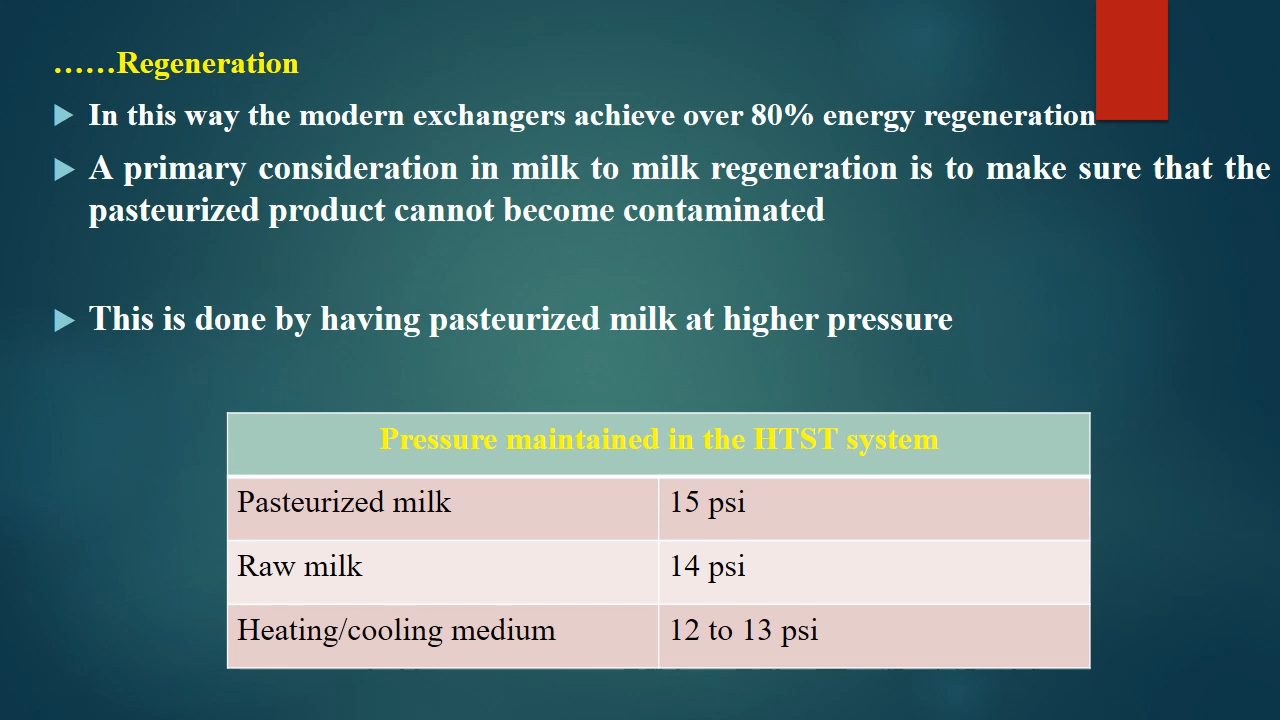 ……Regeneration
In this way the modern exchangers achieve over 80% energy regeneration
A primary consideration in milk to milk regeneration is to make sure that the
pasteurized product cannot become contaminated
This is done by having pasteurized milk at higher pressure
Pressure maintained in the HTST system
Pasteurized milk 15 psi
Raw milk 14 psi
Heating/cooling medium 12 to 13 psi